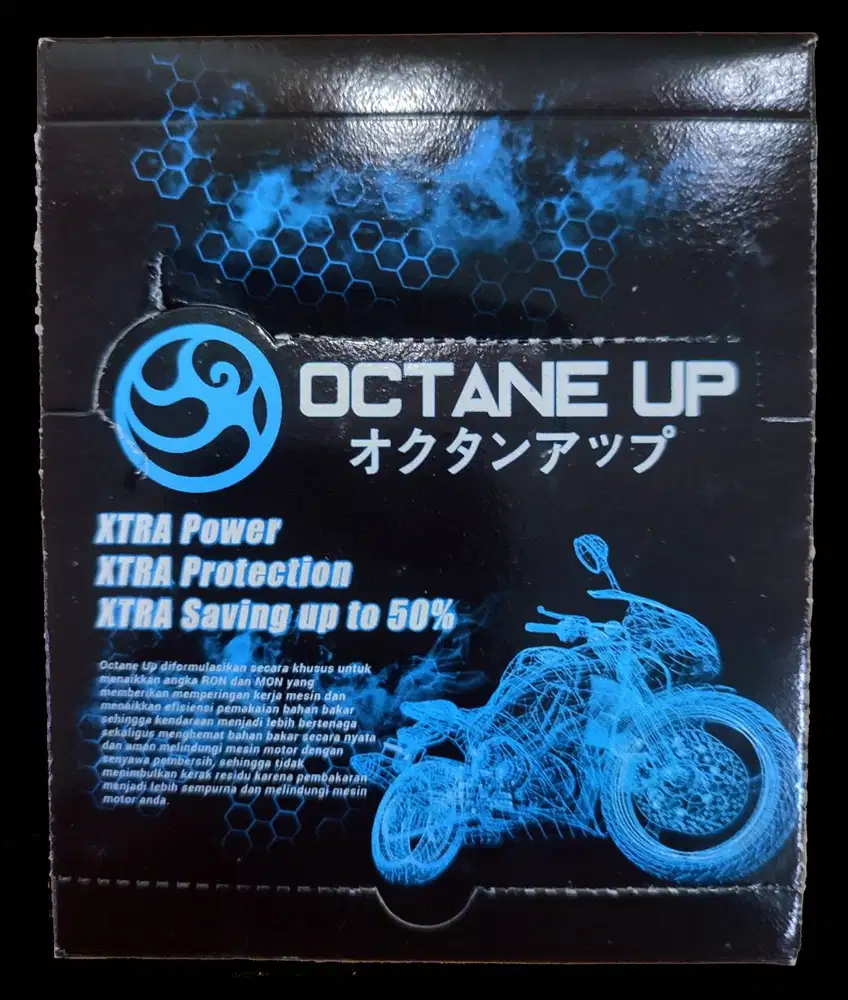 OCTANE UP
オクタンアップ
XTRA Power
XTRA Protection
XTRA Saving up to 50%
Octane Up diformulasikan secara khusus untuk
menaikkan angka RON dan MON yang
memberikan memperingan kerja mesin dan
menaikkan efisiensi pemakaian bahan bakar
sehingga kendaraan menjadi lebih bertenaga
sekaligus menghemat bahan bakar secara nyata
dan aman melindungi mesin motor dengan
senyawa pembersih, sehingga tidak
menimbulkan kerak residu karena pembakaran
menjadi lebih sempurna dan melindungi mesin
motor anda.